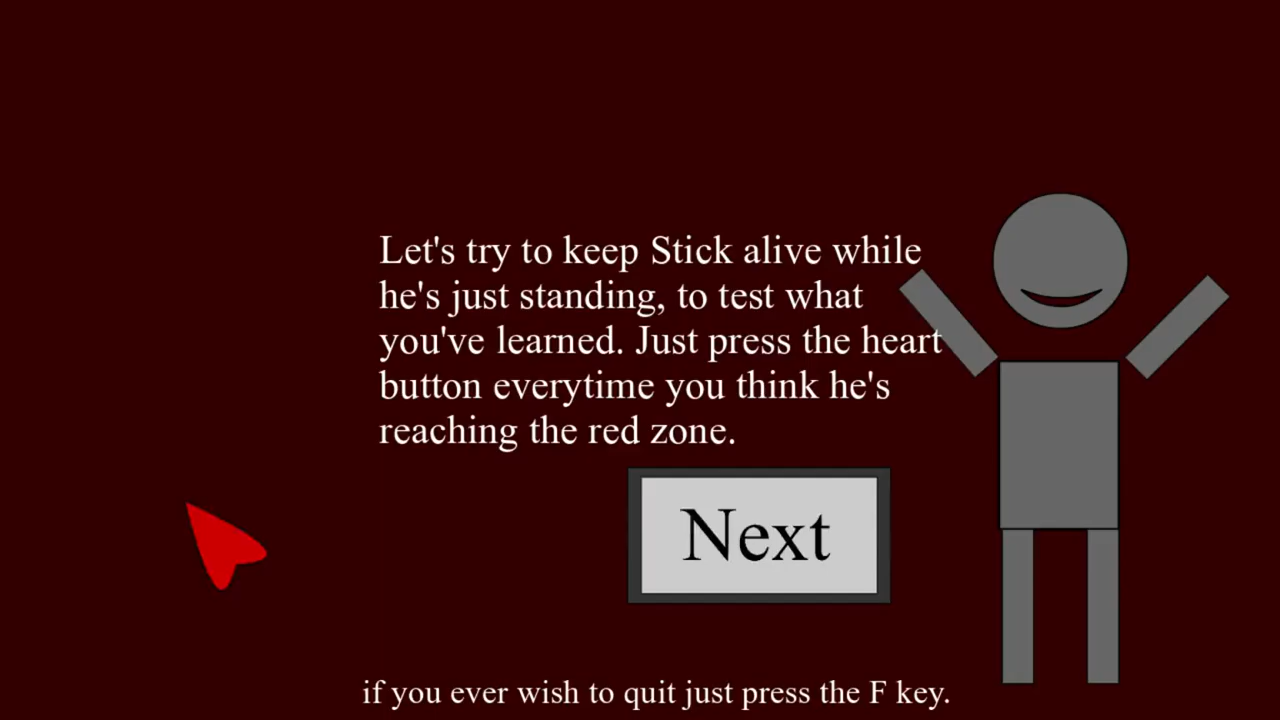 Let's try to keep Stick alive while
he's just standing, to test what
you've learned. Just press the heart
button everytime you think he's
reaching the red zone.
Next
if you ever wish to quit just press the F key.